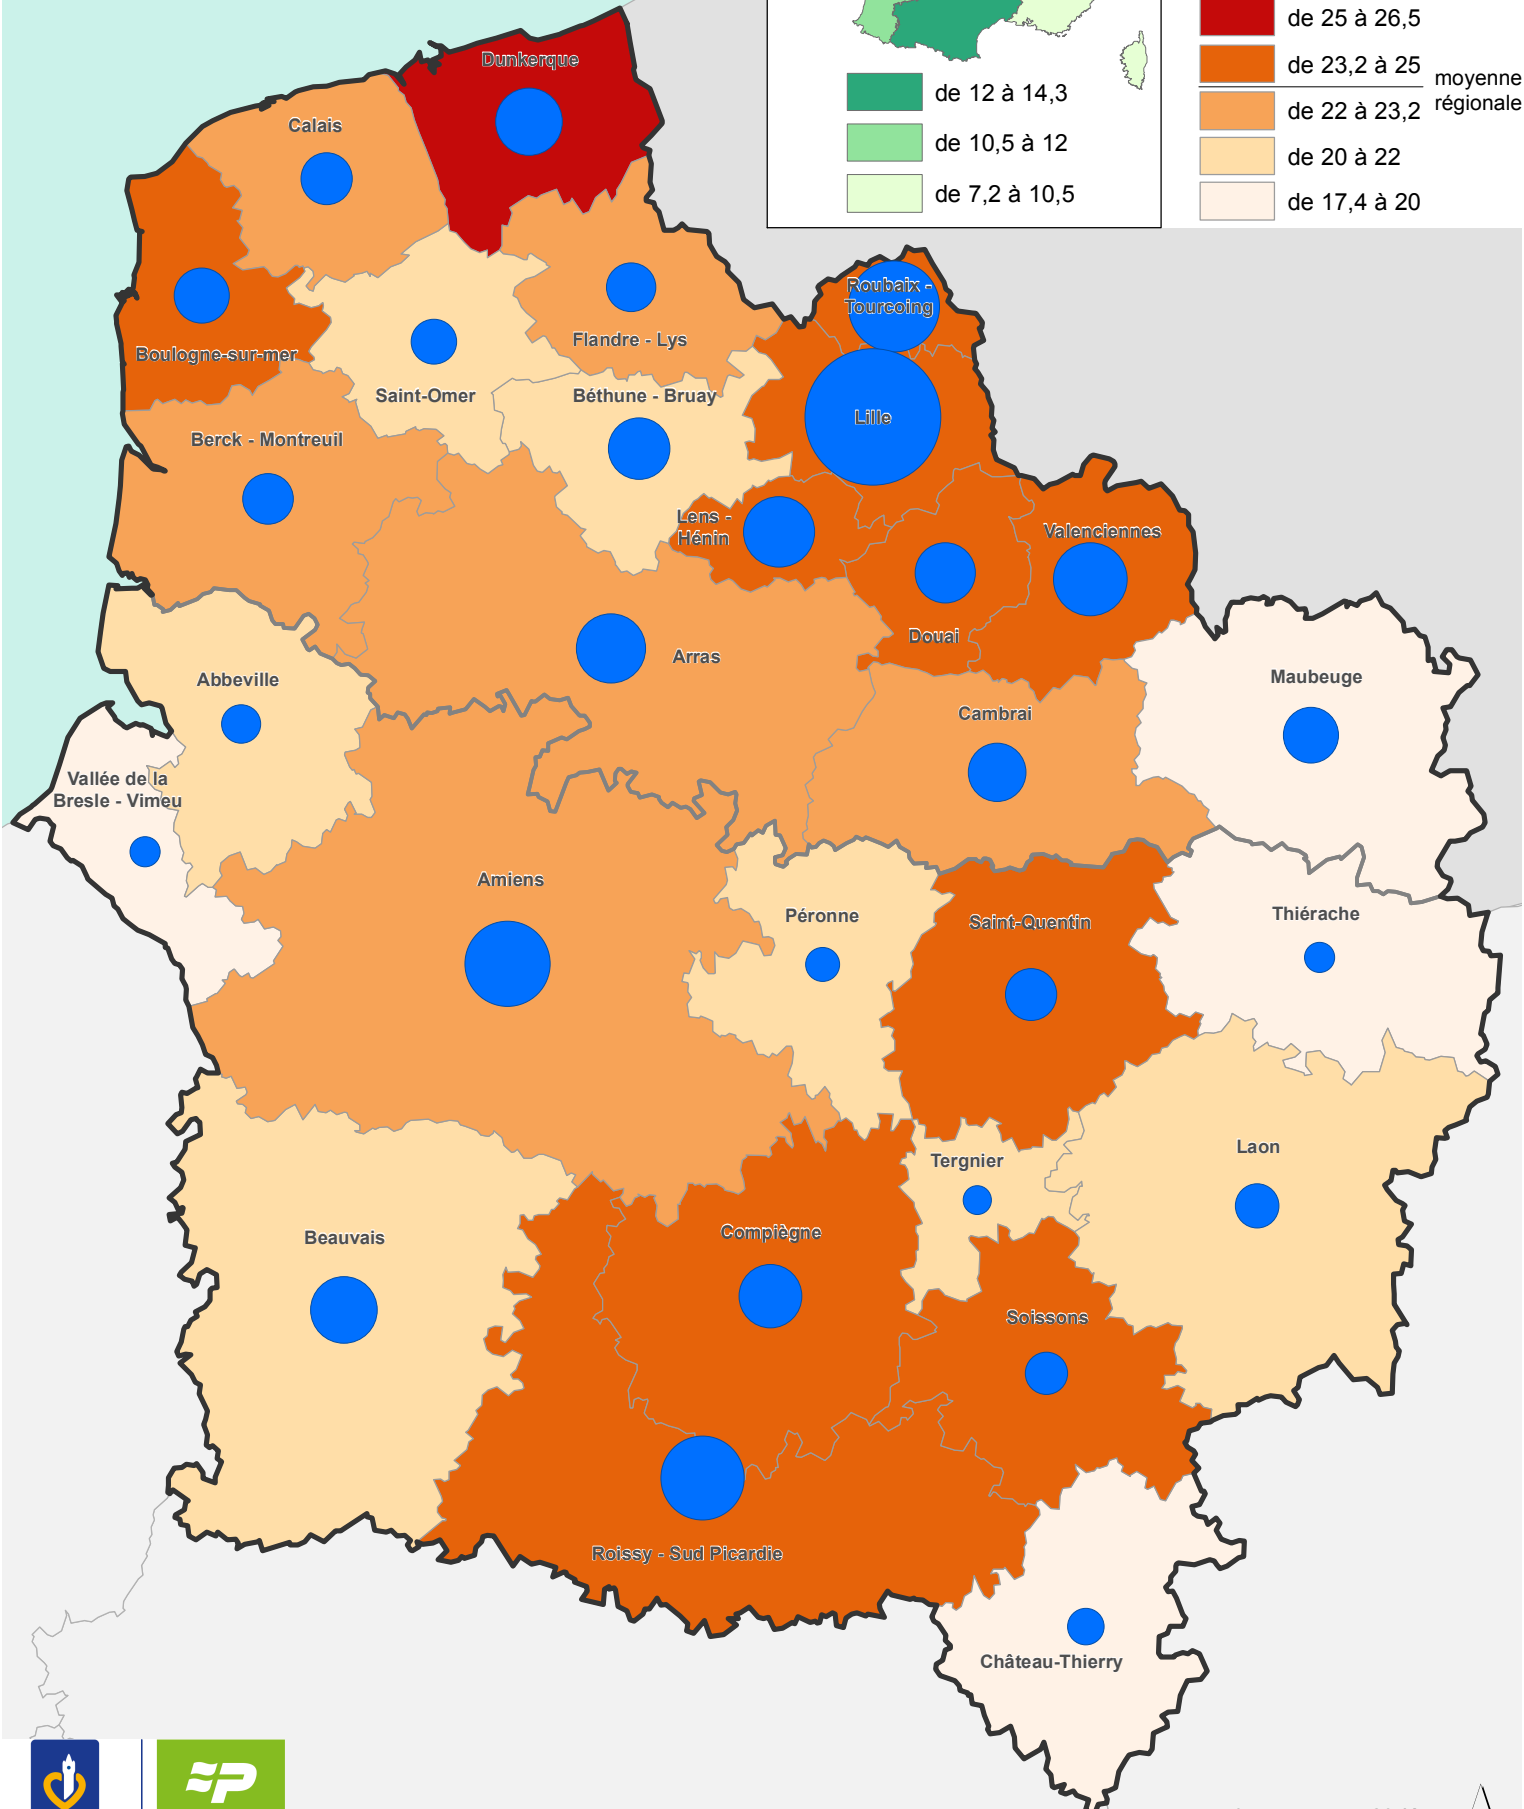 de 25 à 26,5
de 23,2 à 25
moyenne
régionale
de 22 à 23,2
de 20 à 22
de 17,4 à 20
de 12 à 14,3
de 10,5 à 12
de 7,2 à 10,5
Dunkerque
Calais
Roubaix -
Tourcoing
Flandre - Lys
Boulogne-sur-mer
Saint-Omer
Béthune - Bruay
Lille
Berck - Montreuil
Lens -
Hénin
Valenciennes
Douai
Arras
Abbeville
Maubeuge
Cambrai
Vallée de la
Bresle - Vimeu
Amiens
Péronne
Saint-Quentin
Thiérache
Tergnier
Laon
Beauvais
Compiègne
Soissons
Roissy - Sud Picardie
Château-Thierry